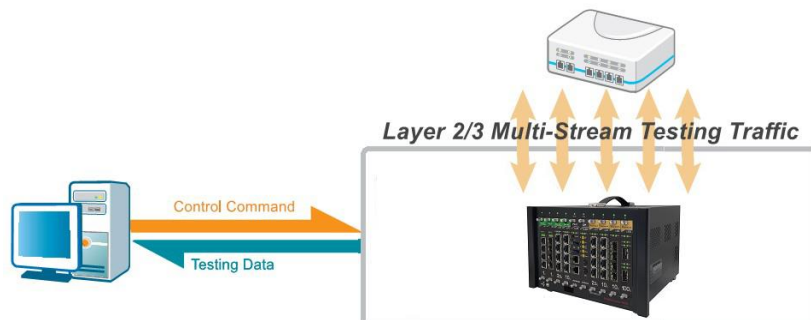 Layer 2/3 Multi-Stream Testing Traffic
Control Command
Testing Data